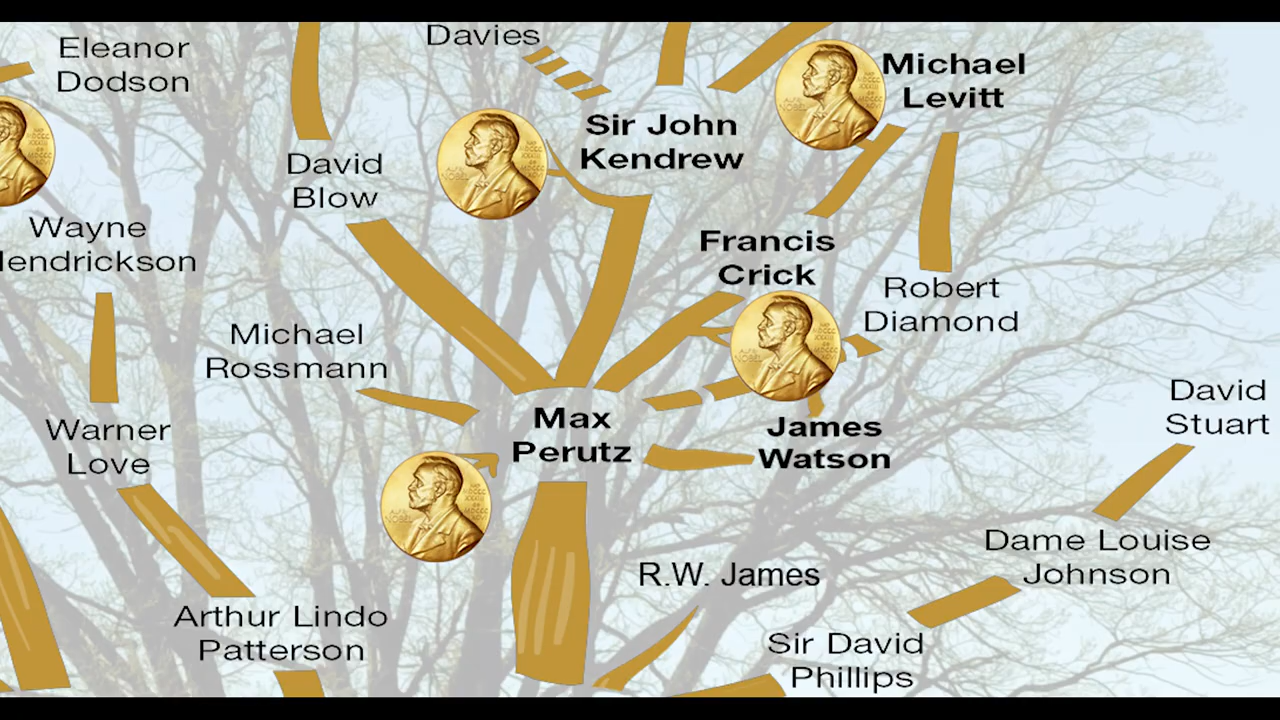 Eleanor
Dodson
Davies
Michael
Levitt
Sir John
Kendrew
David
Blow
Wayne
lendrickson
Francis
Crick
Robert
Diamond
Michael
Rossmann
David
Stuart
Max
Perutz
James
Watson
Warner
Love
Dame Louise
Johnson
R.W. James
Arthur Lindo
Patterson
Sir David
Phillips